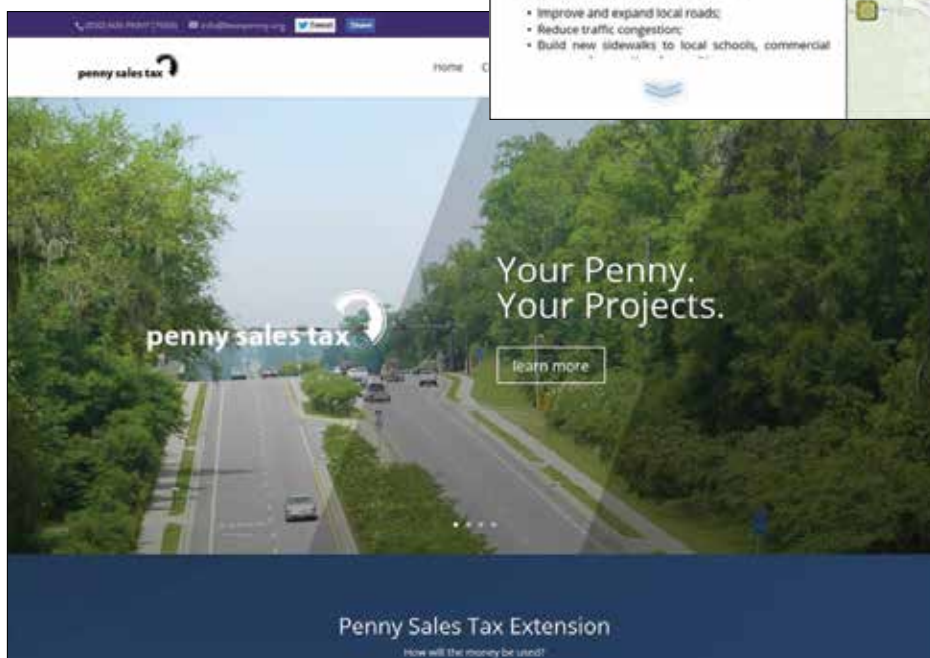 • Improve and expand local roads;
• Reduce traffic congestion;
• Build new sidewalks to local schools, commercial
Tweet Share
penny sales tax
Home
Your Penny.
Your Projects.
penny sales tax
learn more
Penny Sales Tax Extension
How will the money be used?